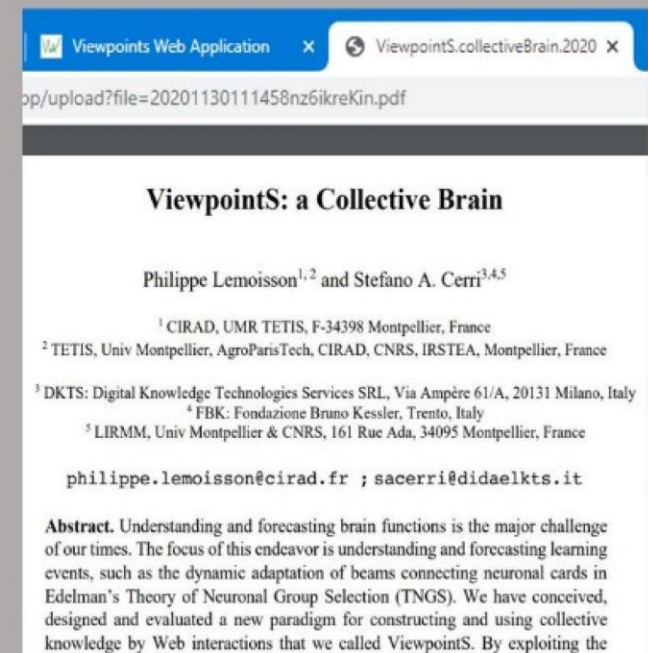 Viewpoints Web Application × ViewpointS.collectiveBrain.2020 ×
op/upload?file=20201130111458nz6ikreKin.pdf
ViewpointS: a Collective Brain
Philippe Lemoisson1,2 and Stefano A. Cerri3,4,5
1 CIRAD, UMR TETIS, F-34398 Montpellier, France
2 TETIS, Univ Montpellier, AgroParisTech, CIRAD, CNRS, IRSTEA, Montpellier, France
3 DKTS: Digital Knowledge Technologies Services SRL, Via Ampère 61/A, 20131 Milano, Italy
4 FBK: Fondazione Bruno Kessler, Trento, Italy
5 LIRMM, Univ Montpellier & CNRS, 161 Rue Ada, 34095 Montpellier, France
philippe.lemoisson@cirad.fr ; sacerri@didaelkts.it
Abstract. Understanding and forecasting brain functions is the major challenge
of our times. The focus of this endeavor is understanding and forecasting learning
events, such as the dynamic adaptation of beams connecting neuronal cards in
Edelman's Theory of Neuronal Group Selection (TNGS). We have conceived,
designed and evaluated a new paradigm for constructing and using collective
knowledge by Web interactions that we called ViewpointS. By exploiting the